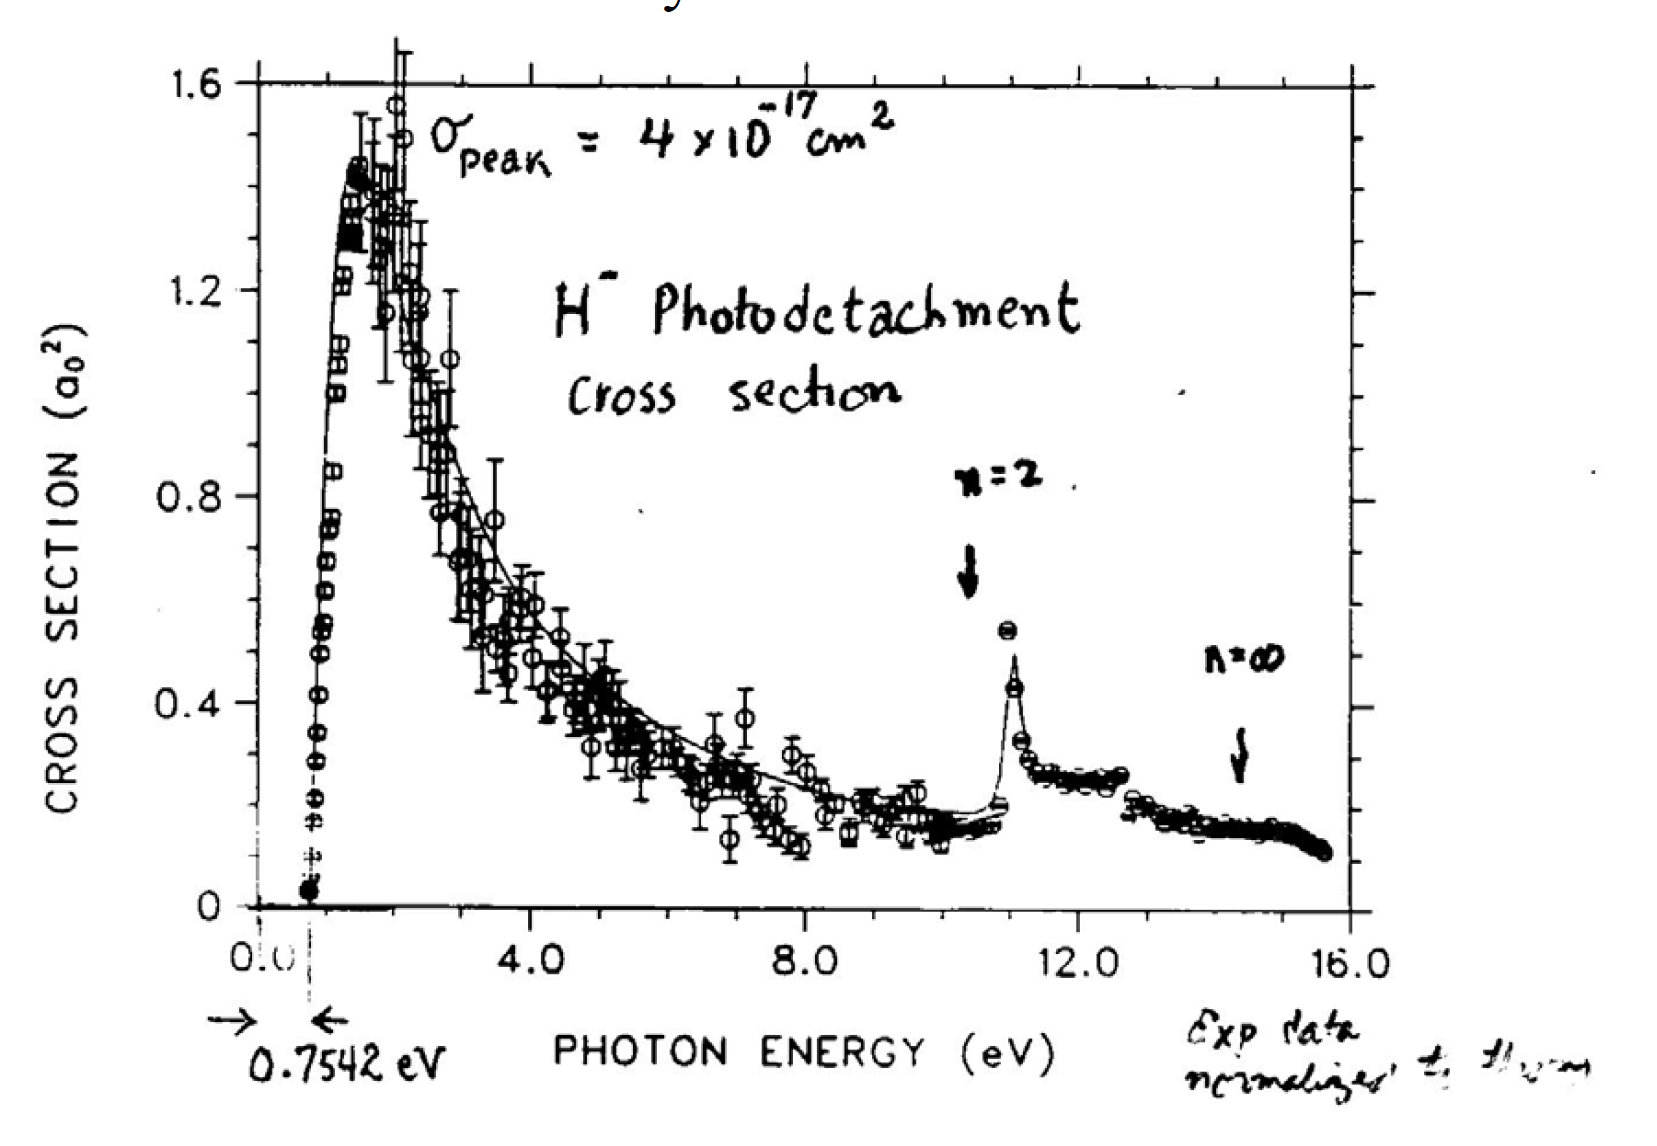 1.6
σpeak = 4 x 10⁻¹⁷ cm²
1.2
H⁻ Photodetachment
Cross section
n=2
0.8
n=∞
0.4
0
CROSS SECTION (a₀²)
0.0 4.0 8.0 12.0 16.0
0.7542 eV
PHOTON ENERGY (eV)
Exp data
normalized to